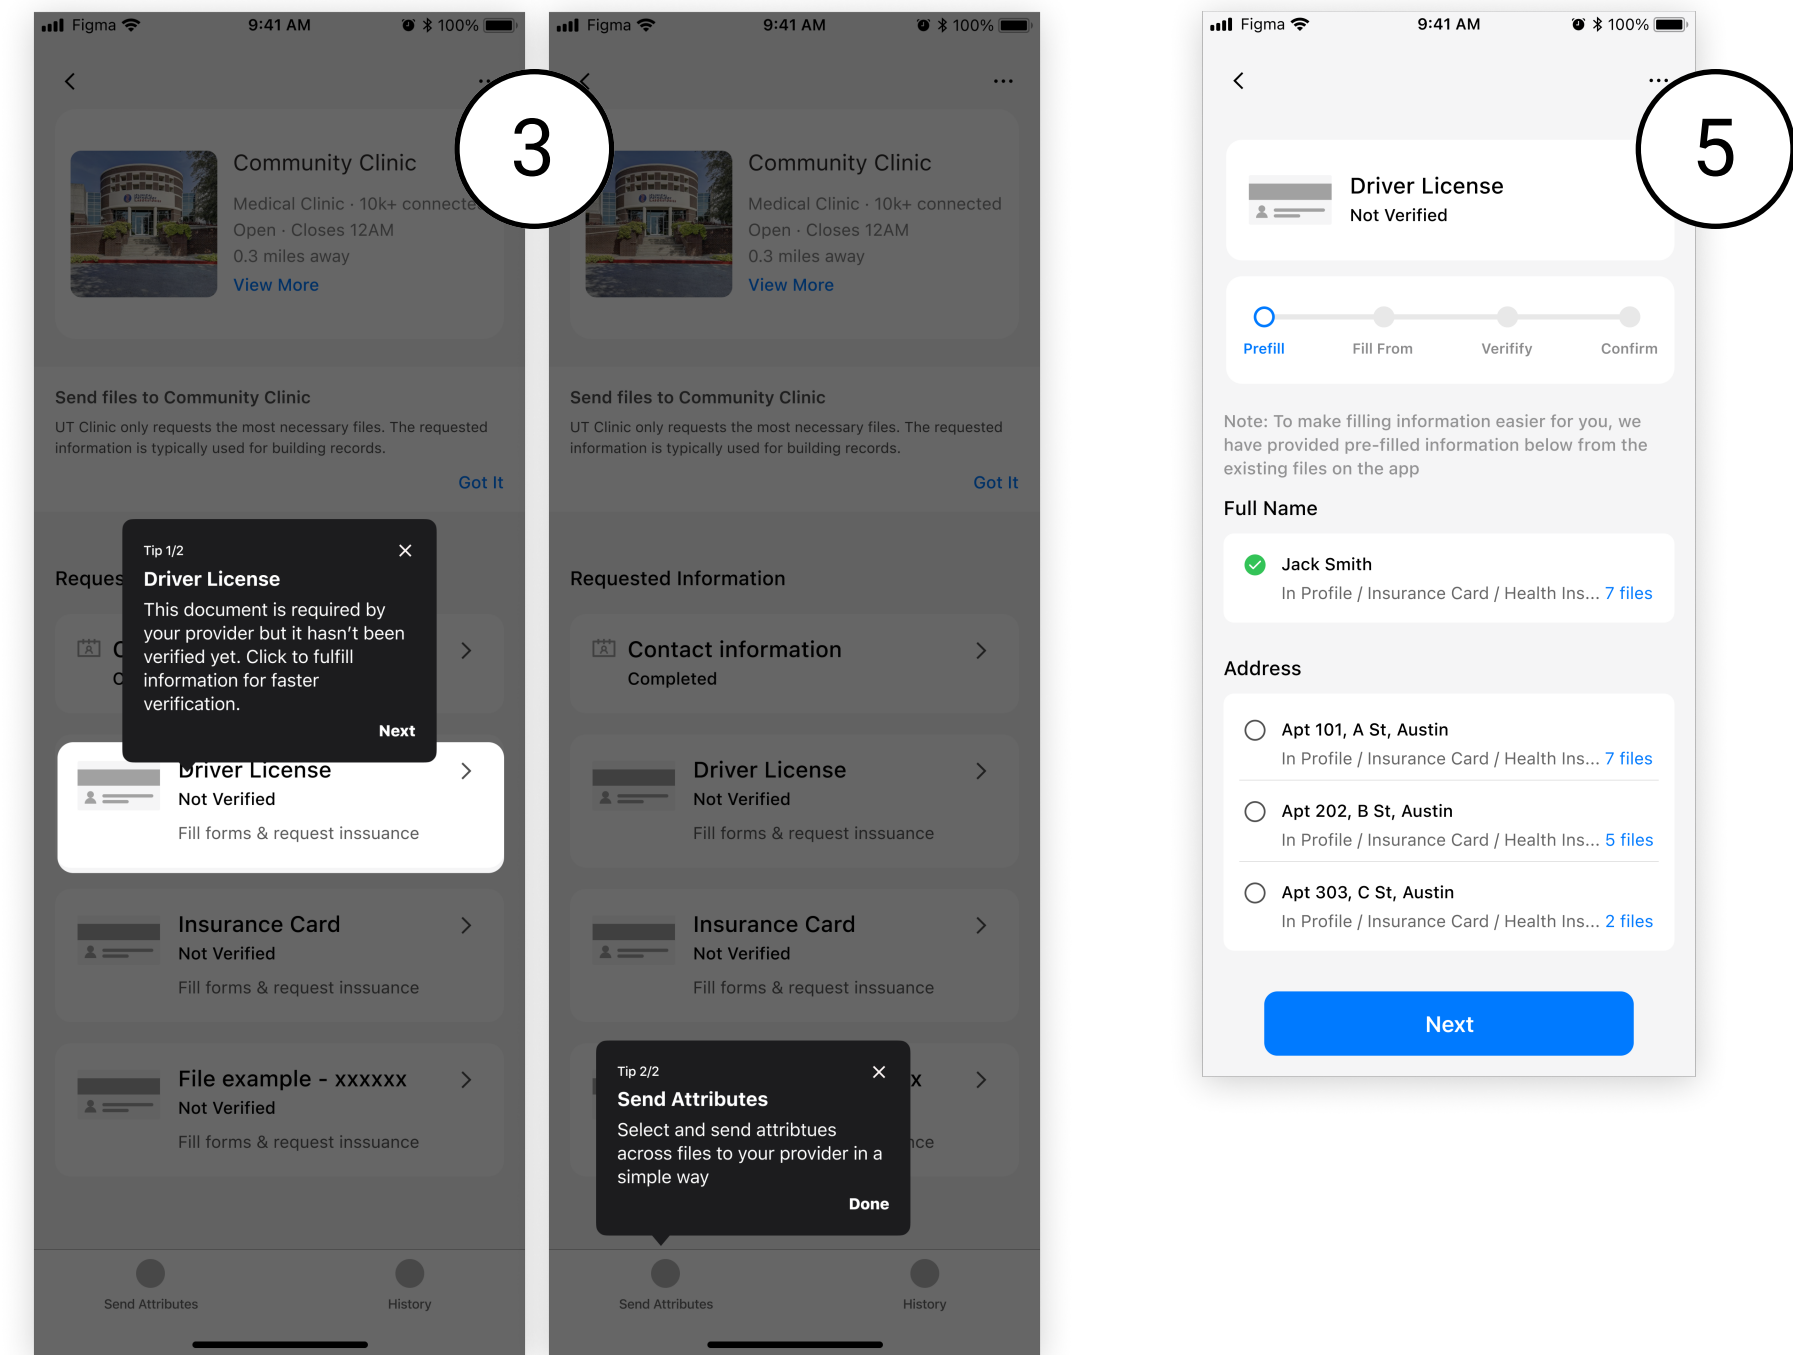 Figma 9:41 AM 100%
3
Community Clinic
Medical Clinic · 10k+ connecte
Open · Closes 12AM
0.3 miles away
View More
Send files to Community Clinic
UT Clinic only requests the most necessary files. The requested
information is typically used for building records.
Got It
Reques
Tip 1/2
Driver License
This document is required by
your provider but it hasn't been
verified yet. Click to fulfill
information for faster
verification.
Next
C
C
Driver License
Not Verified
Fill forms & request inssuance
Insurance Card
Not Verified
Fill forms & request inssuance
File example - xxxxxx
Not Verified
Fill forms & request inssuance
Send Attributes
History
Figma 9:41 AM 100%
Community Clinic
Medical Clinic · 10k+ connected
Open · Closes 12AM
0.3 miles away
View More
Send files to Community Clinic
UT Clinic only requests the most necessary files. The requested
information is typically used for building records.
Got It
Requested Information
Contact information
Completed
Driver License
Not Verified
Fill forms & request inssuance
Insurance Card
Not Verified
Fill forms & request inssuance
x
nce
Tip 2/2
Send Attributes
Select and send attribtues
across files to your provider in a
simple way
Done
Send Attributes
History
Figma 9:41 AM 100%
5
Driver License
Not Verified
Prefill Fill From Verifify Confirm
Note: To make filling information easier for you, we
have provided pre-filled information below from the
existing files on the app
Full Name
Jack Smith
In Profile / Insurance Card / Health Ins... 7 files
Address
Apt 101, A St, Austin
In Profile / Insurance Card / Health Ins... 7 files
Apt 202, B St, Austin
In Profile / Insurance Card / Health Ins... 5 files
Apt 303, C St, Austin
In Profile / Insurance Card / Health Ins... 2 files
Next